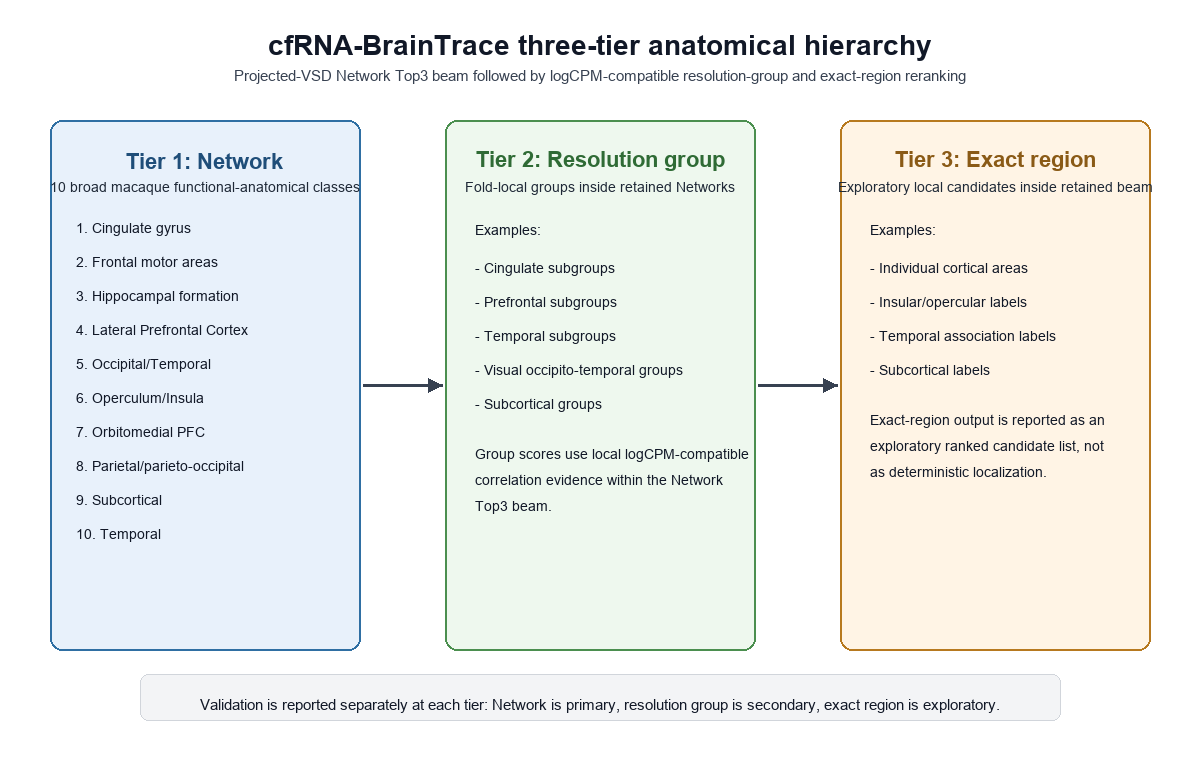 cfRNA-BrainTrace three-tier anatomical hierarchy
Projected-VSD Network Top3 beam followed by logCPM-compatible resolution-group and exact-region reranking
Tier 1: Network
10 broad macaque functional-anatomical classes
1. Cingulate gyrus
2. Frontal motor areas
3. Hippocampal formation
4. Lateral Prefrontal Cortex
5. Occipital/Temporal
6. Operculum/Insula
7. Orbitomedial PFC
8. Parietal/parieto-occipital
9. Subcortical
10. Temporal
Tier 2: Resolution group
Fold-local groups inside retained Networks
Examples:
- Cingulate subgroups
- Prefrontal subgroups
- Temporal subgroups
- Visual occipito-temporal groups
- Subcortical groups
Group scores use local logCPM-compatible
correlation evidence within the Network
Top3 beam.
Tier 3: Exact region
Exploratory local candidates inside retained beam
Examples:
- Individual cortical areas
- Insular/opercular labels
- Temporal association labels
- Subcortical labels
Exact-region output is reported as an
exploratory ranked candidate list, not
as deterministic localization.
Validation is reported separately at each tier: Network is primary, resolution group is secondary, exact region is exploratory.